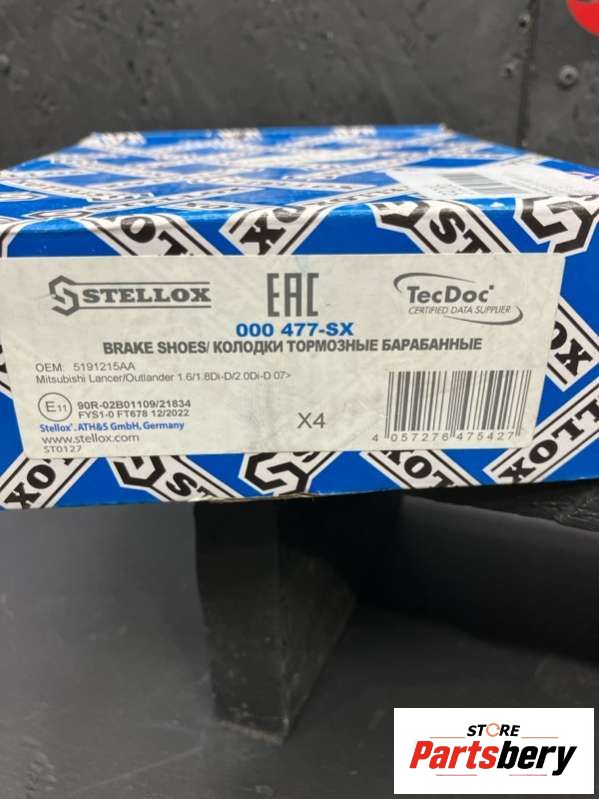 STELLOX
EAC
TecDoc®
CERTIFIED DATA SUPPLIER
000 477-SX
BRAKE SHOES/ КОЛОДКИ ТОРМОЗНЫЕ БАРАБАННЫЕ
OEM: 5191215AA
Mitsubishi Lancer/Outlander 1.6/1.8Di-D/2.0Di-D 07>
E11 90R-02B01109/21834
FYS1-0 FT678 12/2022
Stellox®. ATH&S GmbH, Germany
www.stellox.com
ST0127
X4
4 057276 475427
STORE
Partsbery